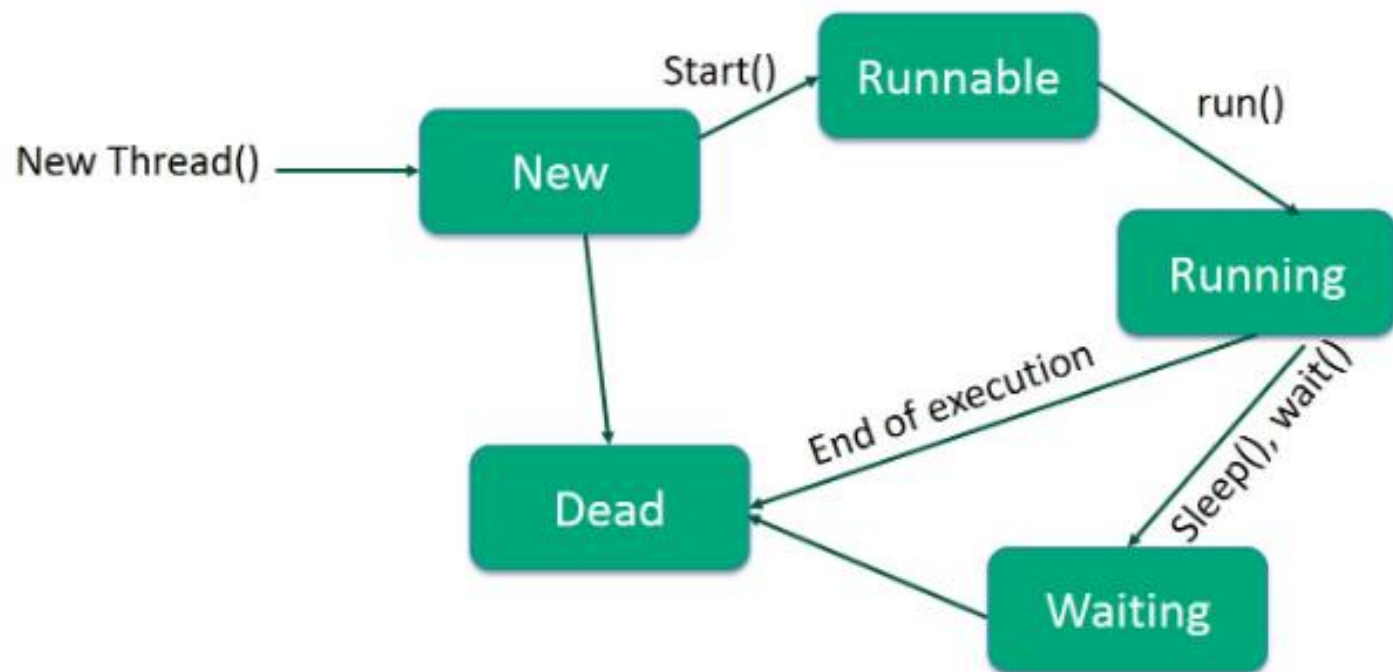 Start()
Runnable
run()
New Thread()
New
Running
End of execution
Sleep(), wait()
Dead
Waiting